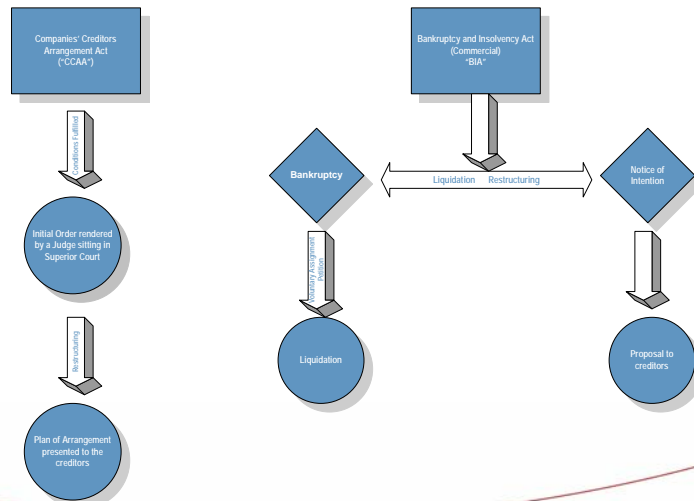 Companies' Creditors
Arrangement Act
("CCAA")
Conditions Fulfilled
Initial Order rendered
by a Judge sitting in
Superior Court
Restructuring
Plan of Arrangement
presented to the
creditors
Bankruptcy and Insolvency Act
(Commercial)
"BIA"
Liquidation Restructuring
Bankruptcy
Voluntary Assignment
Petition
Liquidation
Notice of
Intention
Proposal to
creditors